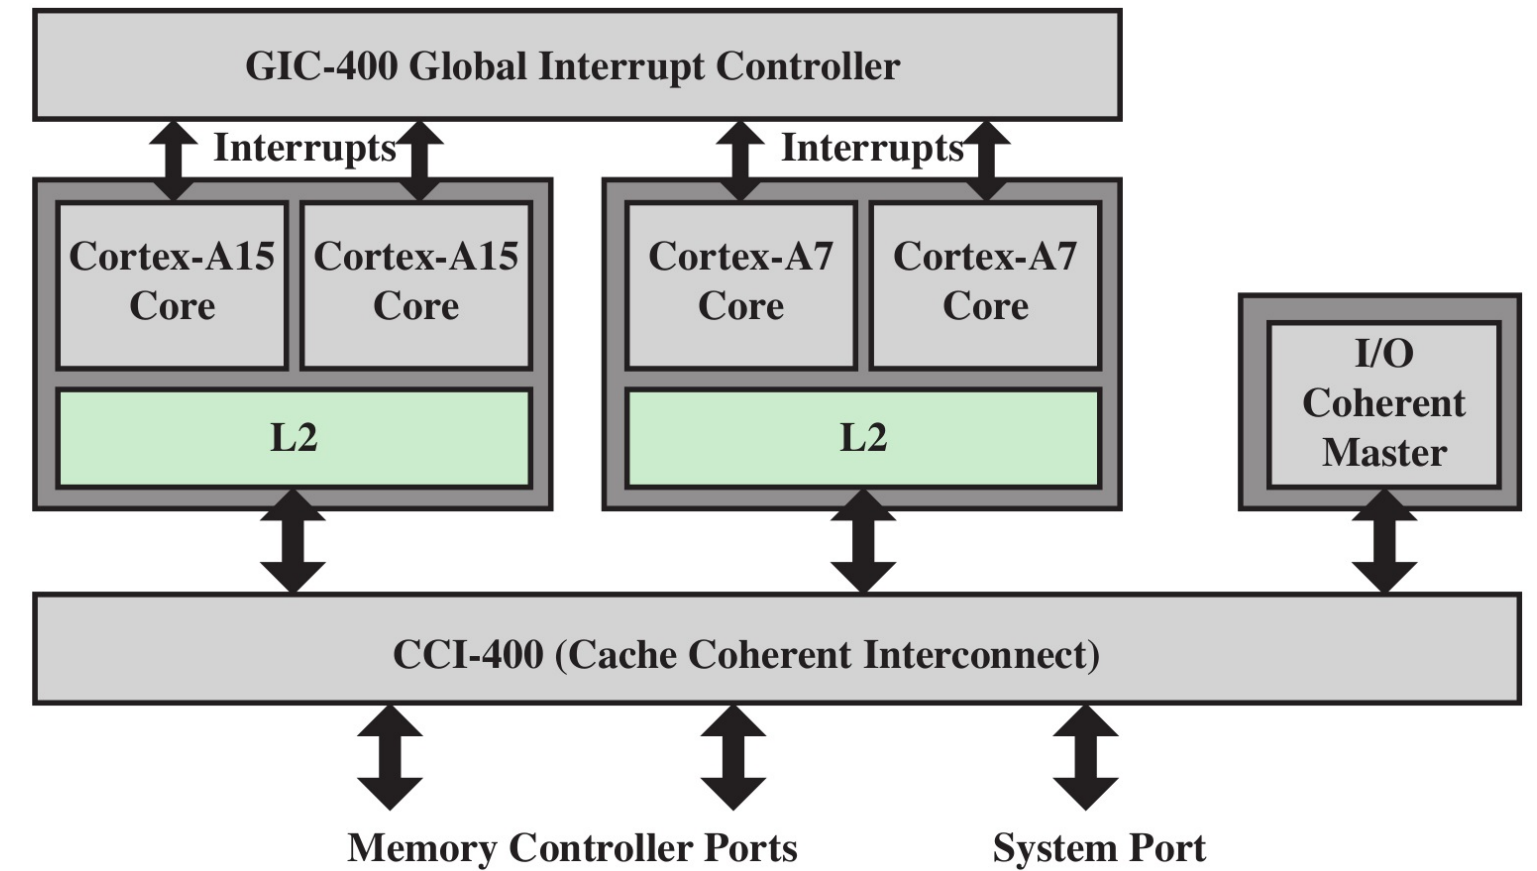 GIC-400 Global Interrupt Controller
Interrupts
Interrupts
Cortex-A15
Core
Cortex-A15
Core
Cortex-A7
Core
Cortex-A7
Core
L2
L2
I/O
Coherent
Master
CCI-400 (Cache Coherent Interconnect)
Memory Controller Ports
System Port